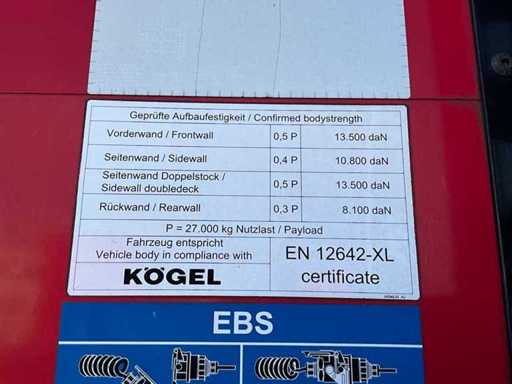 Geprüfte Aufbaufestigkeit / Confirmed bodystrength
Vorderwand / Frontwall 0,5 P 13.500 daN
Seitenwand / Sidewall 0,4 P 10.800 daN
Seitenwand Doppelstock /
Sidewall doubledeck 0,5 P 13.500 daN
Rückwand / Rearwall 0,3 P 8.100 daN
P = 27.000 kg Nutzlast / Payload
Fahrzeug entspricht
Vehicle body in compliance with
KÖGEL
EN 12642-XL
certificate
EBS